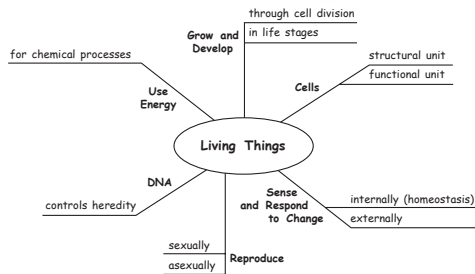 through cell division
Grow and
Develop
in life stages
for chemical processes
structural unit
functional unit
Use
Energy
Cells
Living Things
DNA
controls heredity
Sense
and Respond
to Change
internally (homeostasis)
externally
sexually
asexually
Reproduce